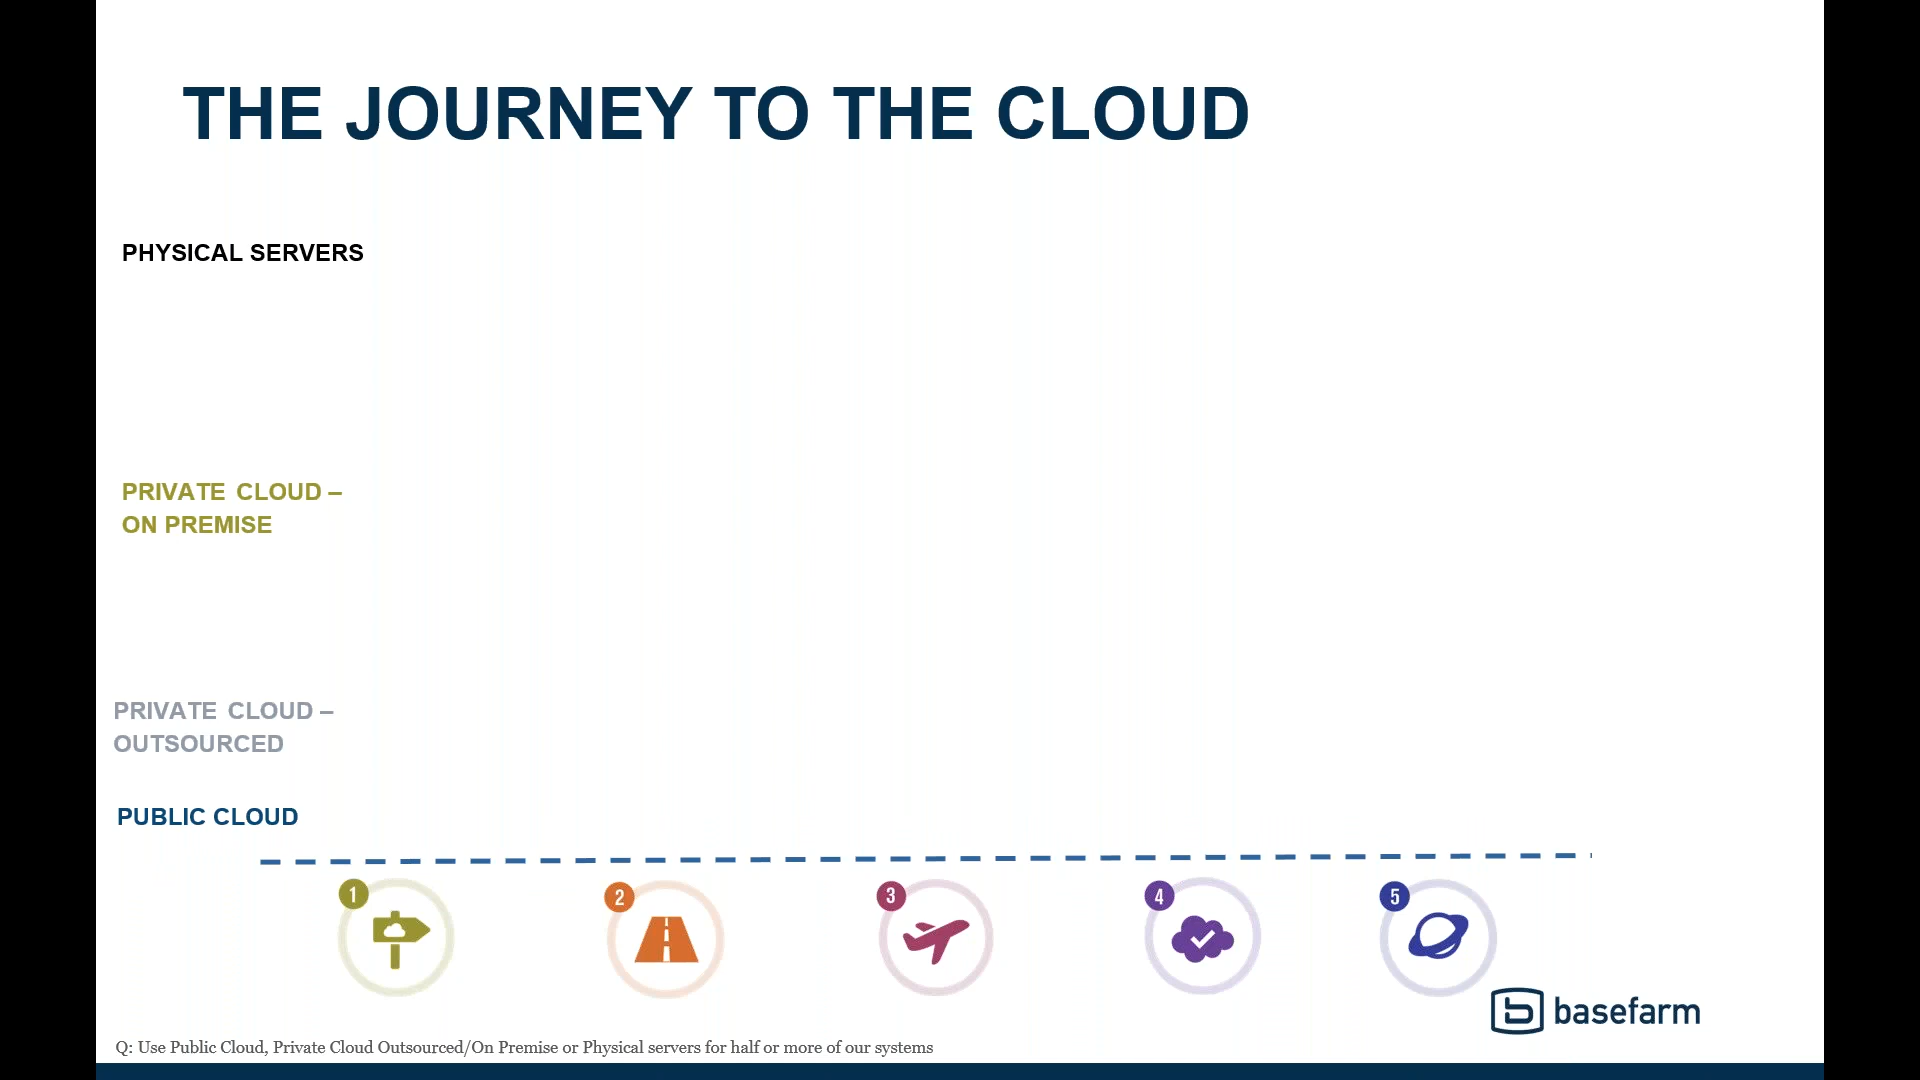 THE JOURNEY TO THE CLOUD
PHYSICAL SERVERS
PRIVATE CLOUD –
ON PREMISE
PRIVATE CLOUD –
OUTSOURCED
PUBLIC CLOUD
1
2
3
4
5
basefarm
Q: Use Public Cloud, Private Cloud Outsourced/On Premise or Physical servers for half or more of our systems